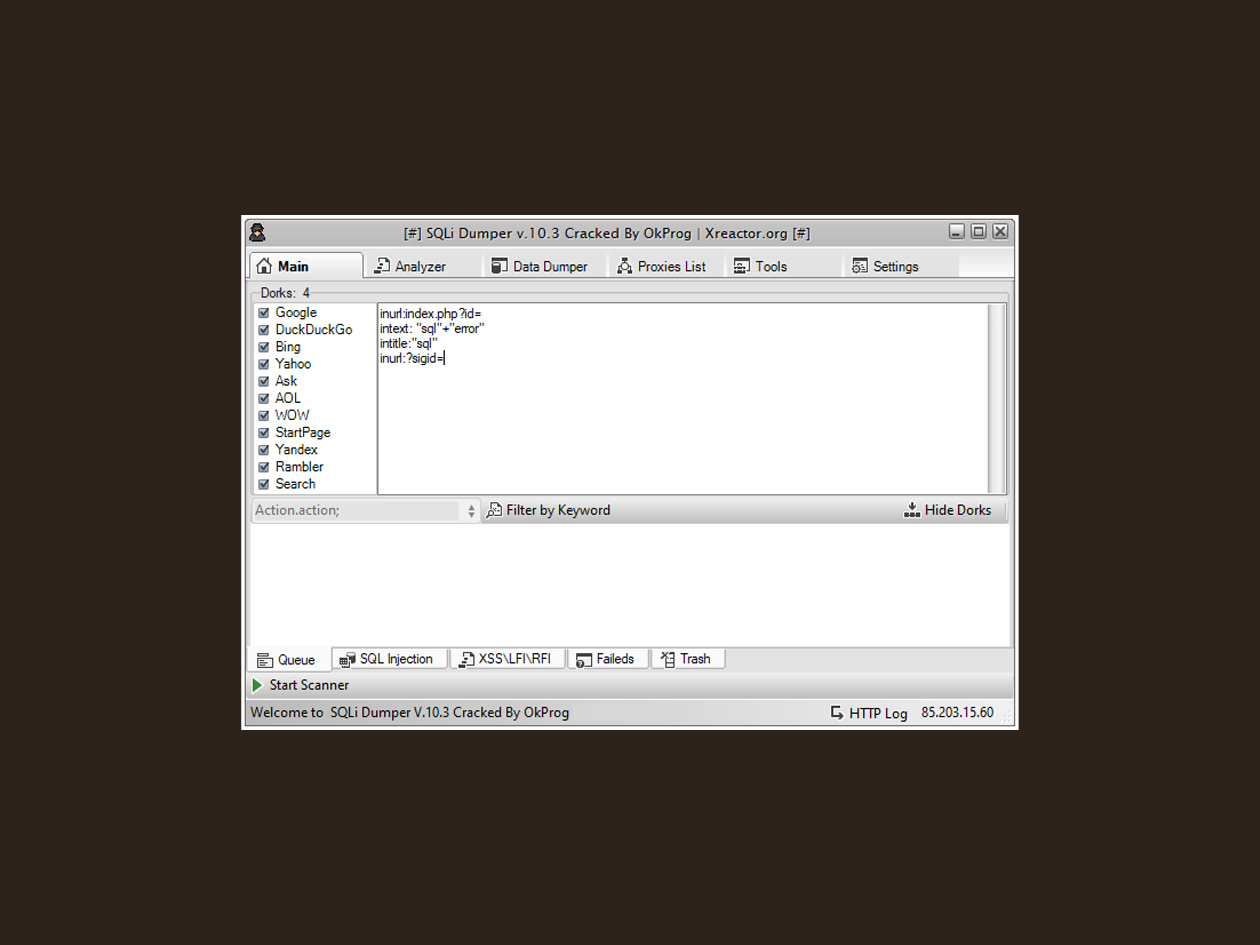 [#] SQLi Dumper v.10.3 Cracked By OkProg | Xreactor.org [#]
Main Analyzer Data Dumper Proxies List Tools Settings
Dorks: 4
Google
DuckDuckGo
Bing
Yahoo
Ask
AOL
WOW
StartPage
Yandex
Rambler
Search
inurl:index.php?id=
intext: "sql"+"error"
intitle:"sql"
inurl:?sigid=
Action.action; Filter by Keyword Hide Dorks
Queue SQL Injection XSS\LFI\RFI Faileds Trash
Start Scanner
Welcome to SQLi Dumper V.10.3 Cracked By OkProg HTTP Log 85.203.15.60